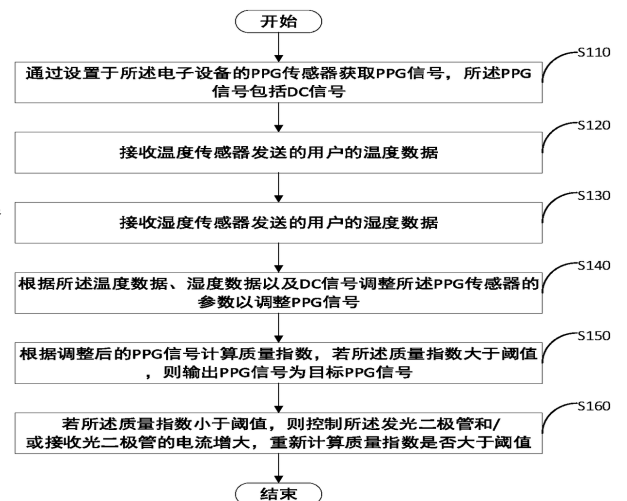 开始
S110
通过设置于所述电子设备的PPG传感器获取PPG信号，所述PPG
信号包括DC信号
S120
接收温度传感器发送的用户的温度数据
S130
接收湿度传感器发送的用户的湿度数据
S140
根据所述温度数据、湿度数据以及DC信号调整所述PPG传感器的
参数以调整PPG信号
S150
根据调整后的PPG信号计算质量指数，若所述质量指数大于阈值
，则输出PPG信号为目标PPG信号
S160
若所述质量指数小于阈值，则控制所述发光二极管和/
或接收光二极管的电流增大，重新计算质量指数是否大于阈值
结束